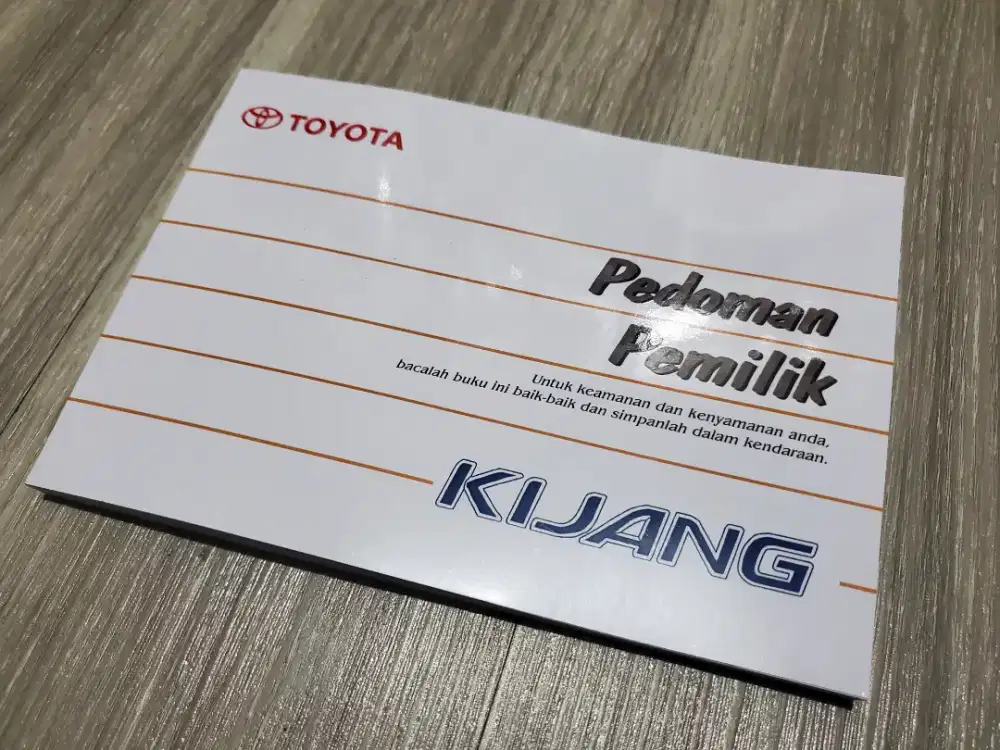 TOYOTA
Pedoman
Pemilik
Untuk keamanan dan kenyamanan anda,
bacalah buku ini baik-baik dan simpanlah dalam kendaraan.
KIJANG